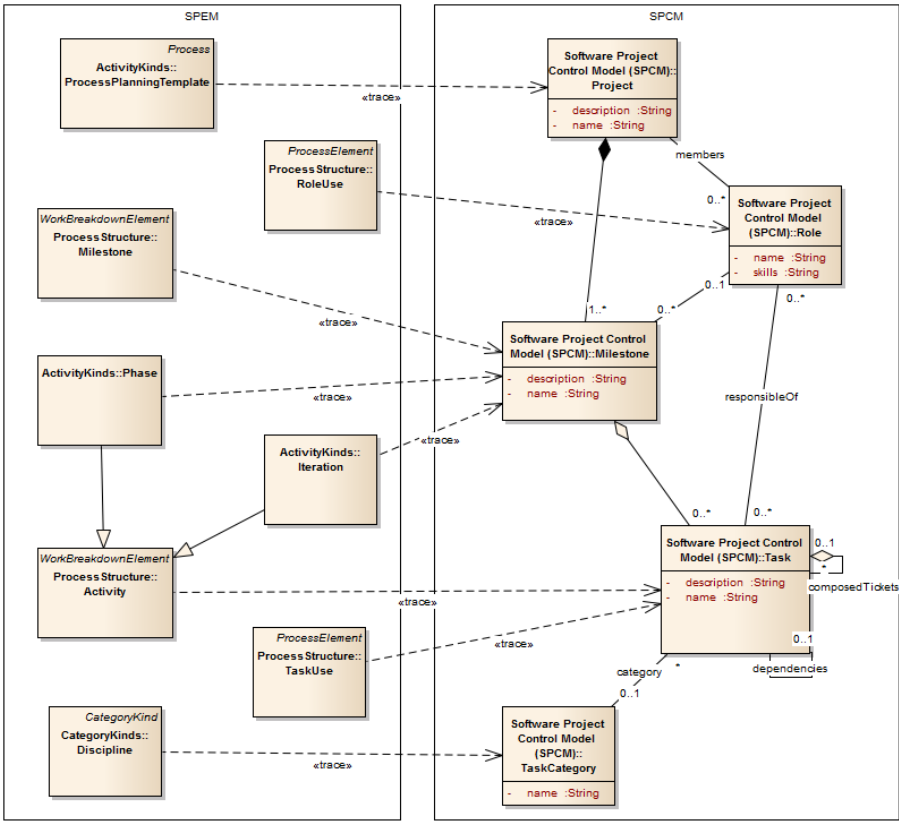 SPEM
SPCM
Process
ActivityKinds::
ProcessPlanningTemplate
«trace»
Software Project
Control Model (SPCM)::
Project
- description :String
- name :String
members
0..*
ProcessElement
ProcessStructure::
RoleUse
«trace»
Software Project
Control Model
(SPCM)::Role
- name :String
- skills :String
0..1
0..*
WorkBreakdownElement
ProcessStructure::
Milestone
«trace»
1..*
0..*
Software Project Control
Model (SPCM)::Milestone
- description :String
- name :String
ActivityKinds::Phase
«trace»
responsibleOf
ActivityKinds::
Iteration
«trace»
0..*
0..*
WorkBreakdownElement
ProcessStructure::
Activity
«trace»
Software Project Control
Model (SPCM)::Task
- description :String
- name :String
0..1
*
composedTickets
0..1
dependencies
ProcessElement
ProcessStructure::
TaskUse
«trace»
category
*
0..1
CategoryKind
CategoryKinds::
Discipline
«trace»
Software Project
Control Model
(SPCM)::
TaskCategory
- name :String